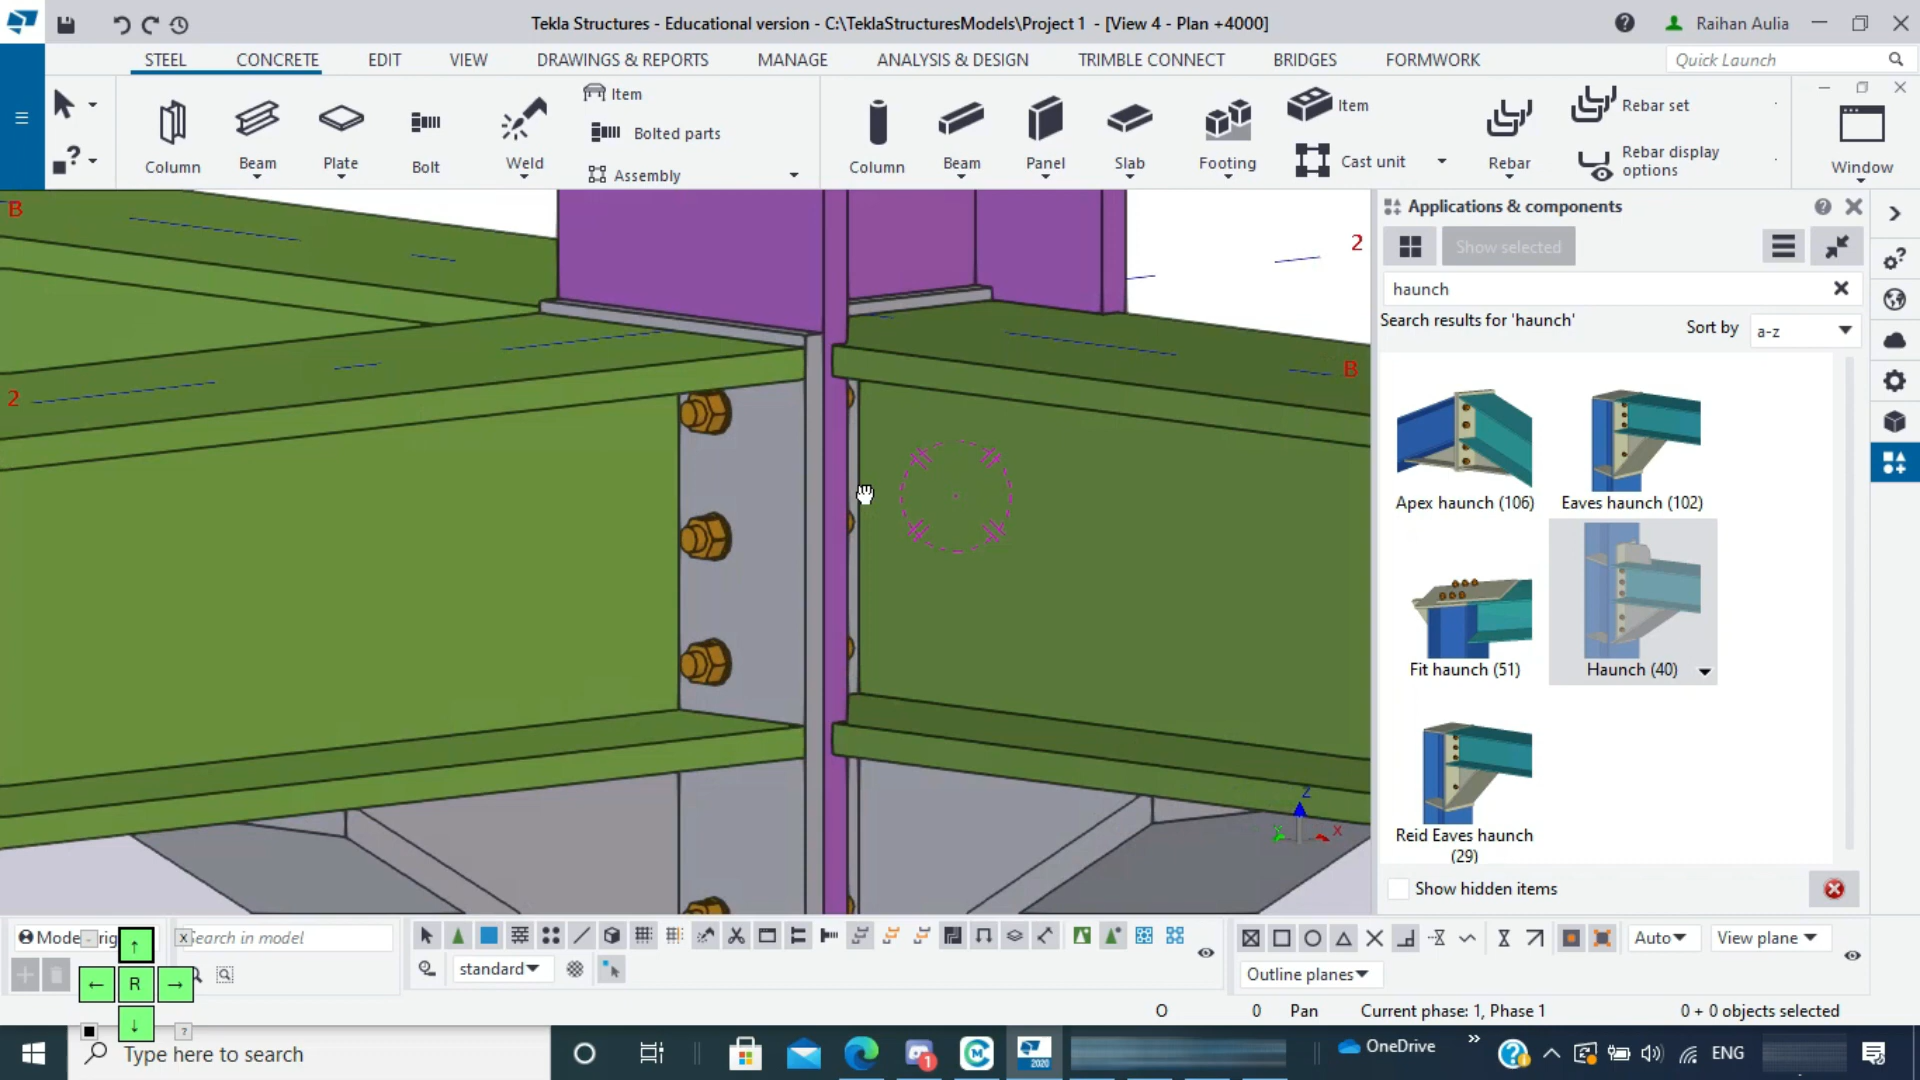 Tekla Structures - Educational version - C:\TeklaStructuresModels\Project 1 - [View 4 - Plan +4000]
Raihan Aulia
STEEL CONCRETE EDIT VIEW DRAWINGS & REPORTS MANAGE ANALYSIS & DESIGN TRIMBLE CONNECT BRIDGES FORMWORK
Quick Launch
Column
Beam
Plate
Bolt
Weld
Item
Bolted parts
Assembly
Column
Beam
Panel
Slab
Footing
Item
Cast unit
Rebar
Rebar set
Rebar display
options
Window
B
2
2
B
Z
X
Applications & components
Show selected
haunch
Search results for 'haunch'
Sort by
a-z
Apex haunch (106)
Eaves haunch (102)
Fit haunch (51)
Haunch (40)
Reid Eaves haunch
(29)
Show hidden items
Search in model
↑
← R →
↓
?
standard
Auto
View plane
Outline planes
O
0
Pan
Current phase: 1, Phase 1
0 + 0 objects selected
Type here to search
1
2020
OneDrive
ENG